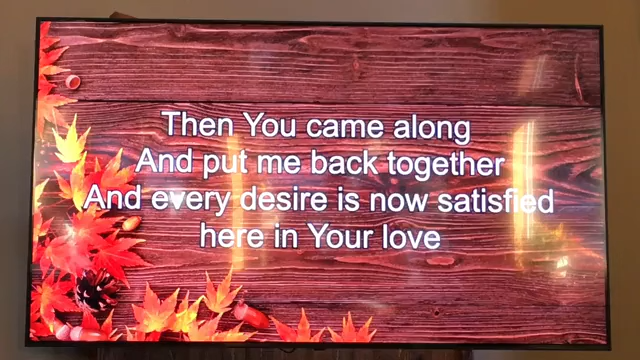 Then You came along
And put me back together
And every desire is now satisfied
here in Your love